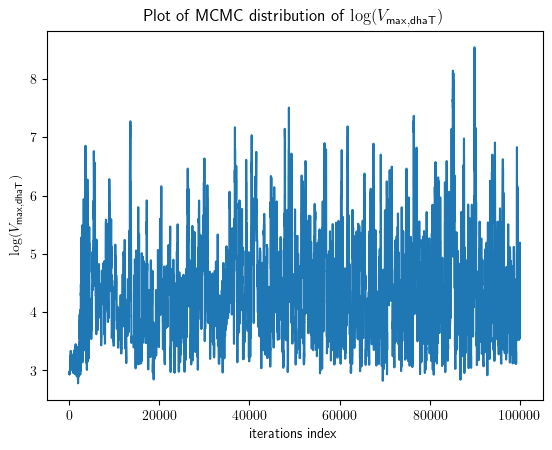 Plot of MCMC distribution of log(V_max,dhaT)
8
7
6
5
4
3
log(V_max,dhaT)
0 20000 40000 60000 80000 100000
iterations index